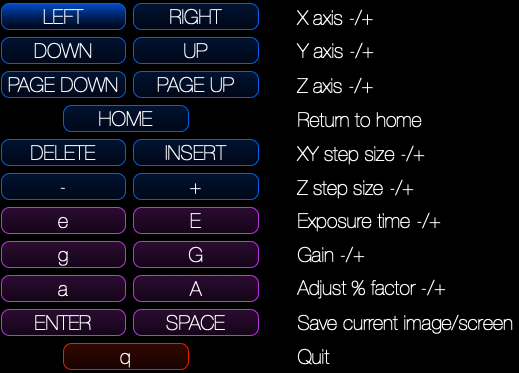 LEFT RIGHT X axis -/+
DOWN UP Y axis -/+
PAGE DOWN PAGE UP Z axis -/+
HOME Return to home
DELETE INSERT XY step size -/+
- + Z step size -/+
e E Exposure time -/+
g G Gain -/+
a A Adjust % factor -/+
ENTER SPACE Save current image/screen
q Quit